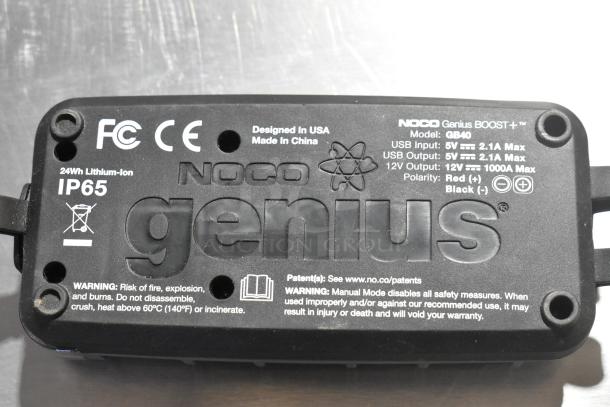 FC CE
Designed in USA
Made in China
NOCO Genius BOOST+™
Model: GB40
USB Input: 5V 2.1A Max
USB Output: 5V 2.1A Max
12V Output: 12V 1000A Max
Polarity: Red (+)
Black (-)
24Wh Lithium-Ion
IP65
NOCO
genius®
AUCTION GROUP
WARNING: Risk of fire, explosion,
and burns. Do not disassemble,
crush, heat above 60°C (140°F) or incinerate.
Patent(s): See www.no.co/patents
WARNING: Manual Mode disables all safety measures. When
used improperly and/or against our recommended use, it may
result in injury or death and will void your warranty.